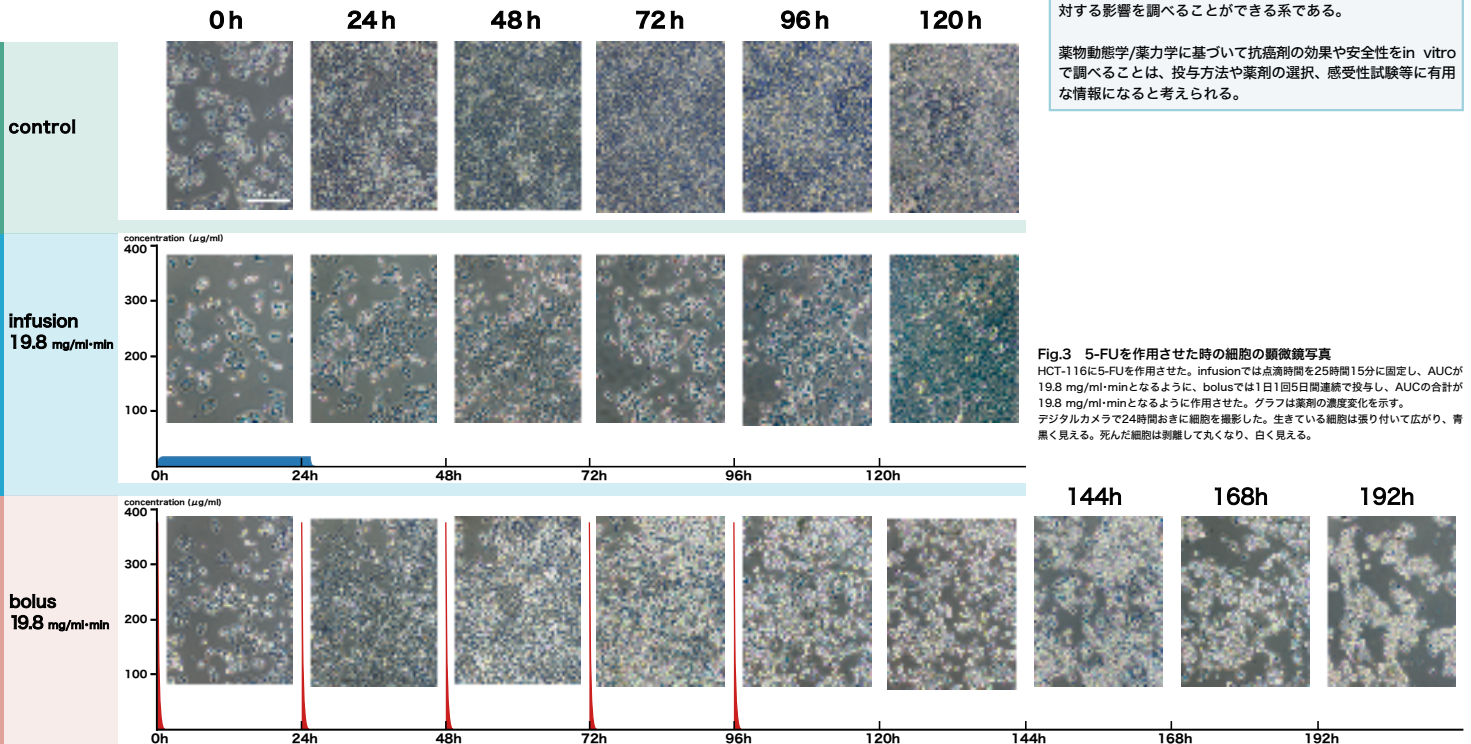 対する影響を調べることができる系である。
薬物動態学/薬力学に基づいて抗癌剤の効果や安全性をin vitro
で調べることは、投与方法や薬剤の選択、感受性試験等に有用
な情報になると考えられる。
0h 24h 48h 72h 96h 120h
control
concentration (μg/ml)
400
300
200
100
infusion
19.8 mg/ml·min
0h 24h 48h 72h 96h 120h
Fig.3 5-FUを作用させた時の細胞の顕微鏡写真
HCT-116に5-FUを作用させた。infusionでは点滴時間を25時間15分に固定し、AUCが
19.8 mg/ml·minとなるように、bolusでは1日1回5日間連続で投与し、AUCの合計が
19.8 mg/ml·minとなるように作用させた。グラフは薬剤の濃度変化を示す。
デジタルカメラで24時間おきに細胞を撮影した。生きている細胞は張り付いて広がり、青
黒く見える。死んだ細胞は剥離して丸くなり、白く見える。
144h 168h 192h
concentration (μg/ml)
400
300
200
100
bolus
19.8 mg/ml·min
0h 24h 48h 72h 96h 120h 144h 168h 192h